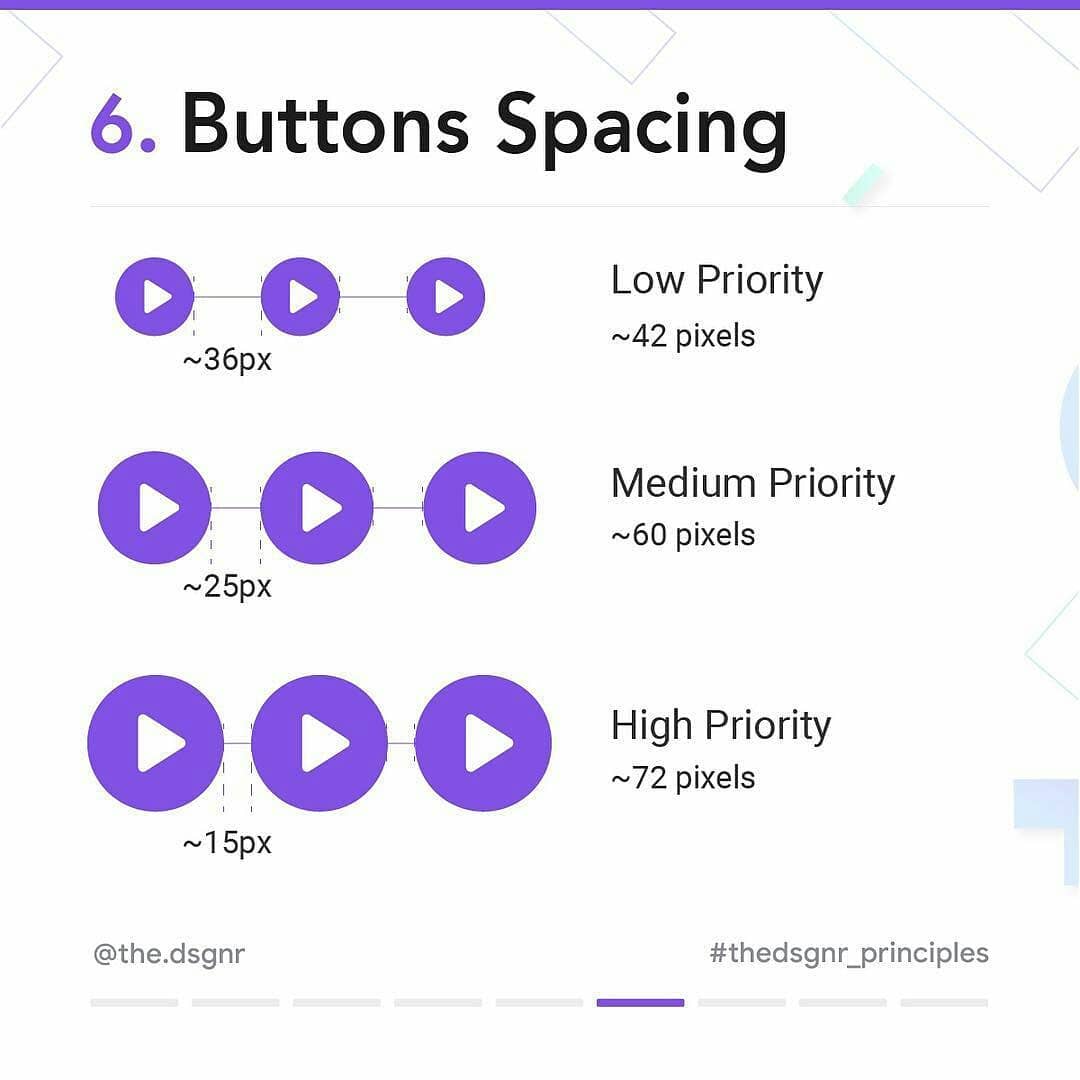 6. Buttons Spacing
Low Priority
~42 pixels
~36px
Medium Priority
~60 pixels
~25px
High Priority
~72 pixels
~15px
@the.dsgnr
#thedsgnr_principles